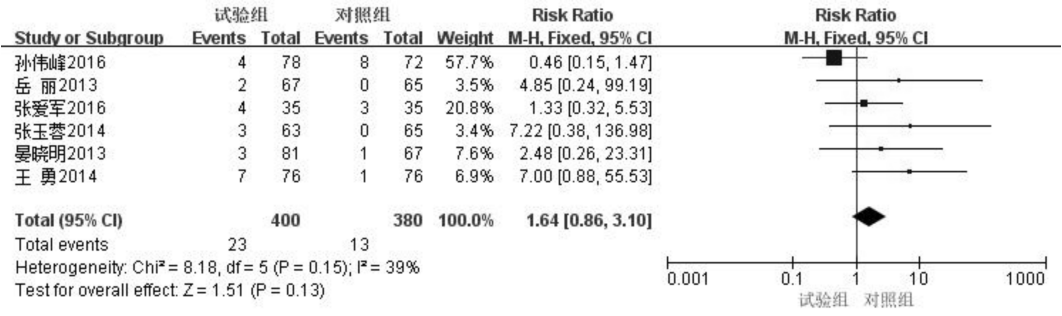 试验组 对照组 Risk Ratio Risk Ratio
Study or Subgroup Events Total Events Total Weight M-H, Fixed, 95% CI M-H, Fixed, 95% CI
孙伟峰2016 4 78 8 72 57.7% 0.46 [0.15, 1.47]
岳 丽2013 2 67 0 65 3.5% 4.85 [0.24, 99.19]
张爱军2016 4 35 3 35 20.8% 1.33 [0.32, 5.53]
张玉蓉2014 3 63 0 65 3.4% 7.22 [0.38, 136.98]
晏晓明2013 3 81 1 67 7.6% 2.48 [0.26, 23.31]
王 勇2014 7 76 1 76 6.9% 7.00 [0.88, 55.53]
Total (95% CI) 400 380 100.0% 1.64 [0.86, 3.10]
Total events 23 13
Heterogeneity: Chi² = 8.18, df = 5 (P = 0.15); I² = 39%
Test for overall effect: Z = 1.51 (P = 0.13)
0.001 0.1 1 10 1000
试验组 对照组